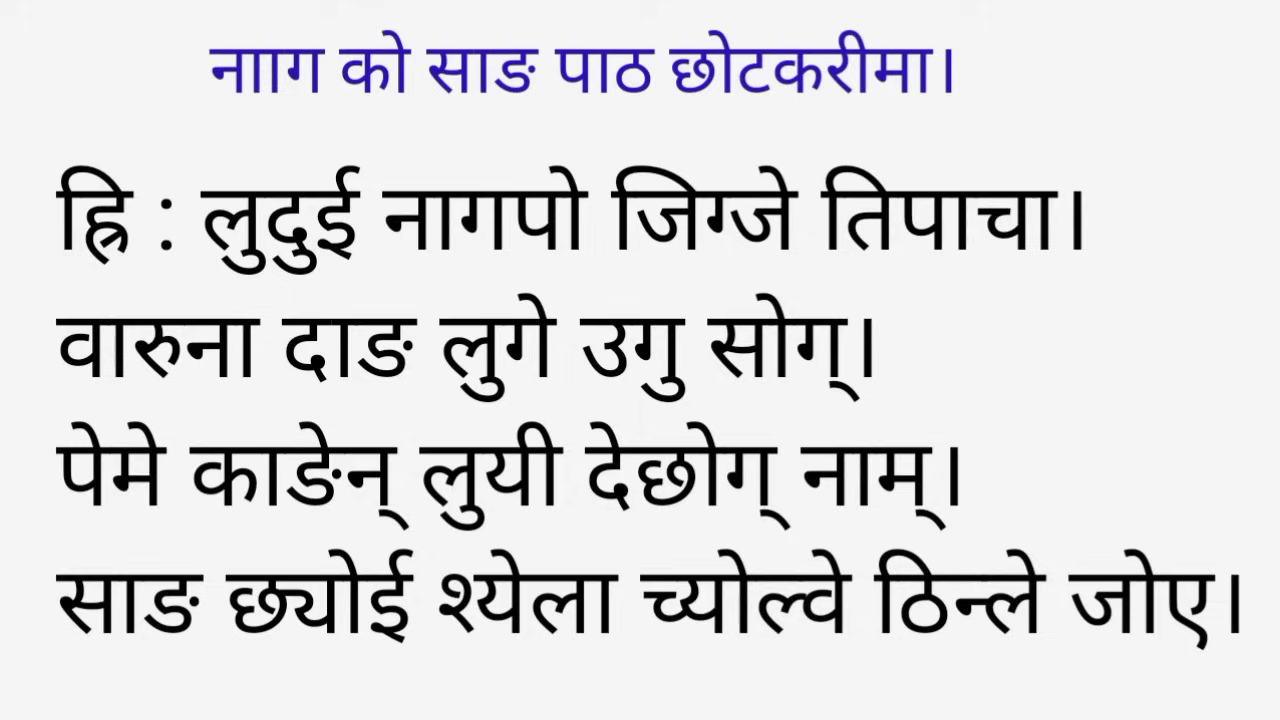 नााग को साङ पाठ छोटकरीमा।
ह्रि : लुदुई नागपो जिग्जे तिपाचा।
वारुना दाङ लुगे उगु सोग्।
पेमे काङेन् लुयी देछोग् नाम्।
साङ छ्योई श्येला च्योल्वे ठिन्ले जोए।